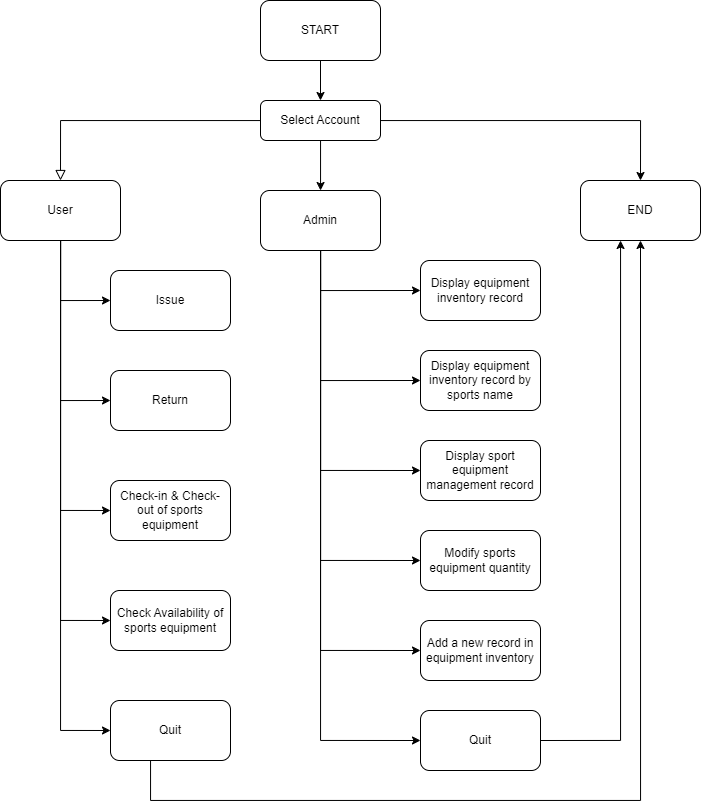 START
Select Account
User
Admin
END
Issue
Return
Check-in & Check-
out of sports
equipment
Check Availability of
sports equipment
Quit
Display equipment
inventory record
Display equipment
inventory record by
sports name
Display sport
equipment
management record
Modify sports
equipment quantity
Add a new record in
equipment inventory
Quit